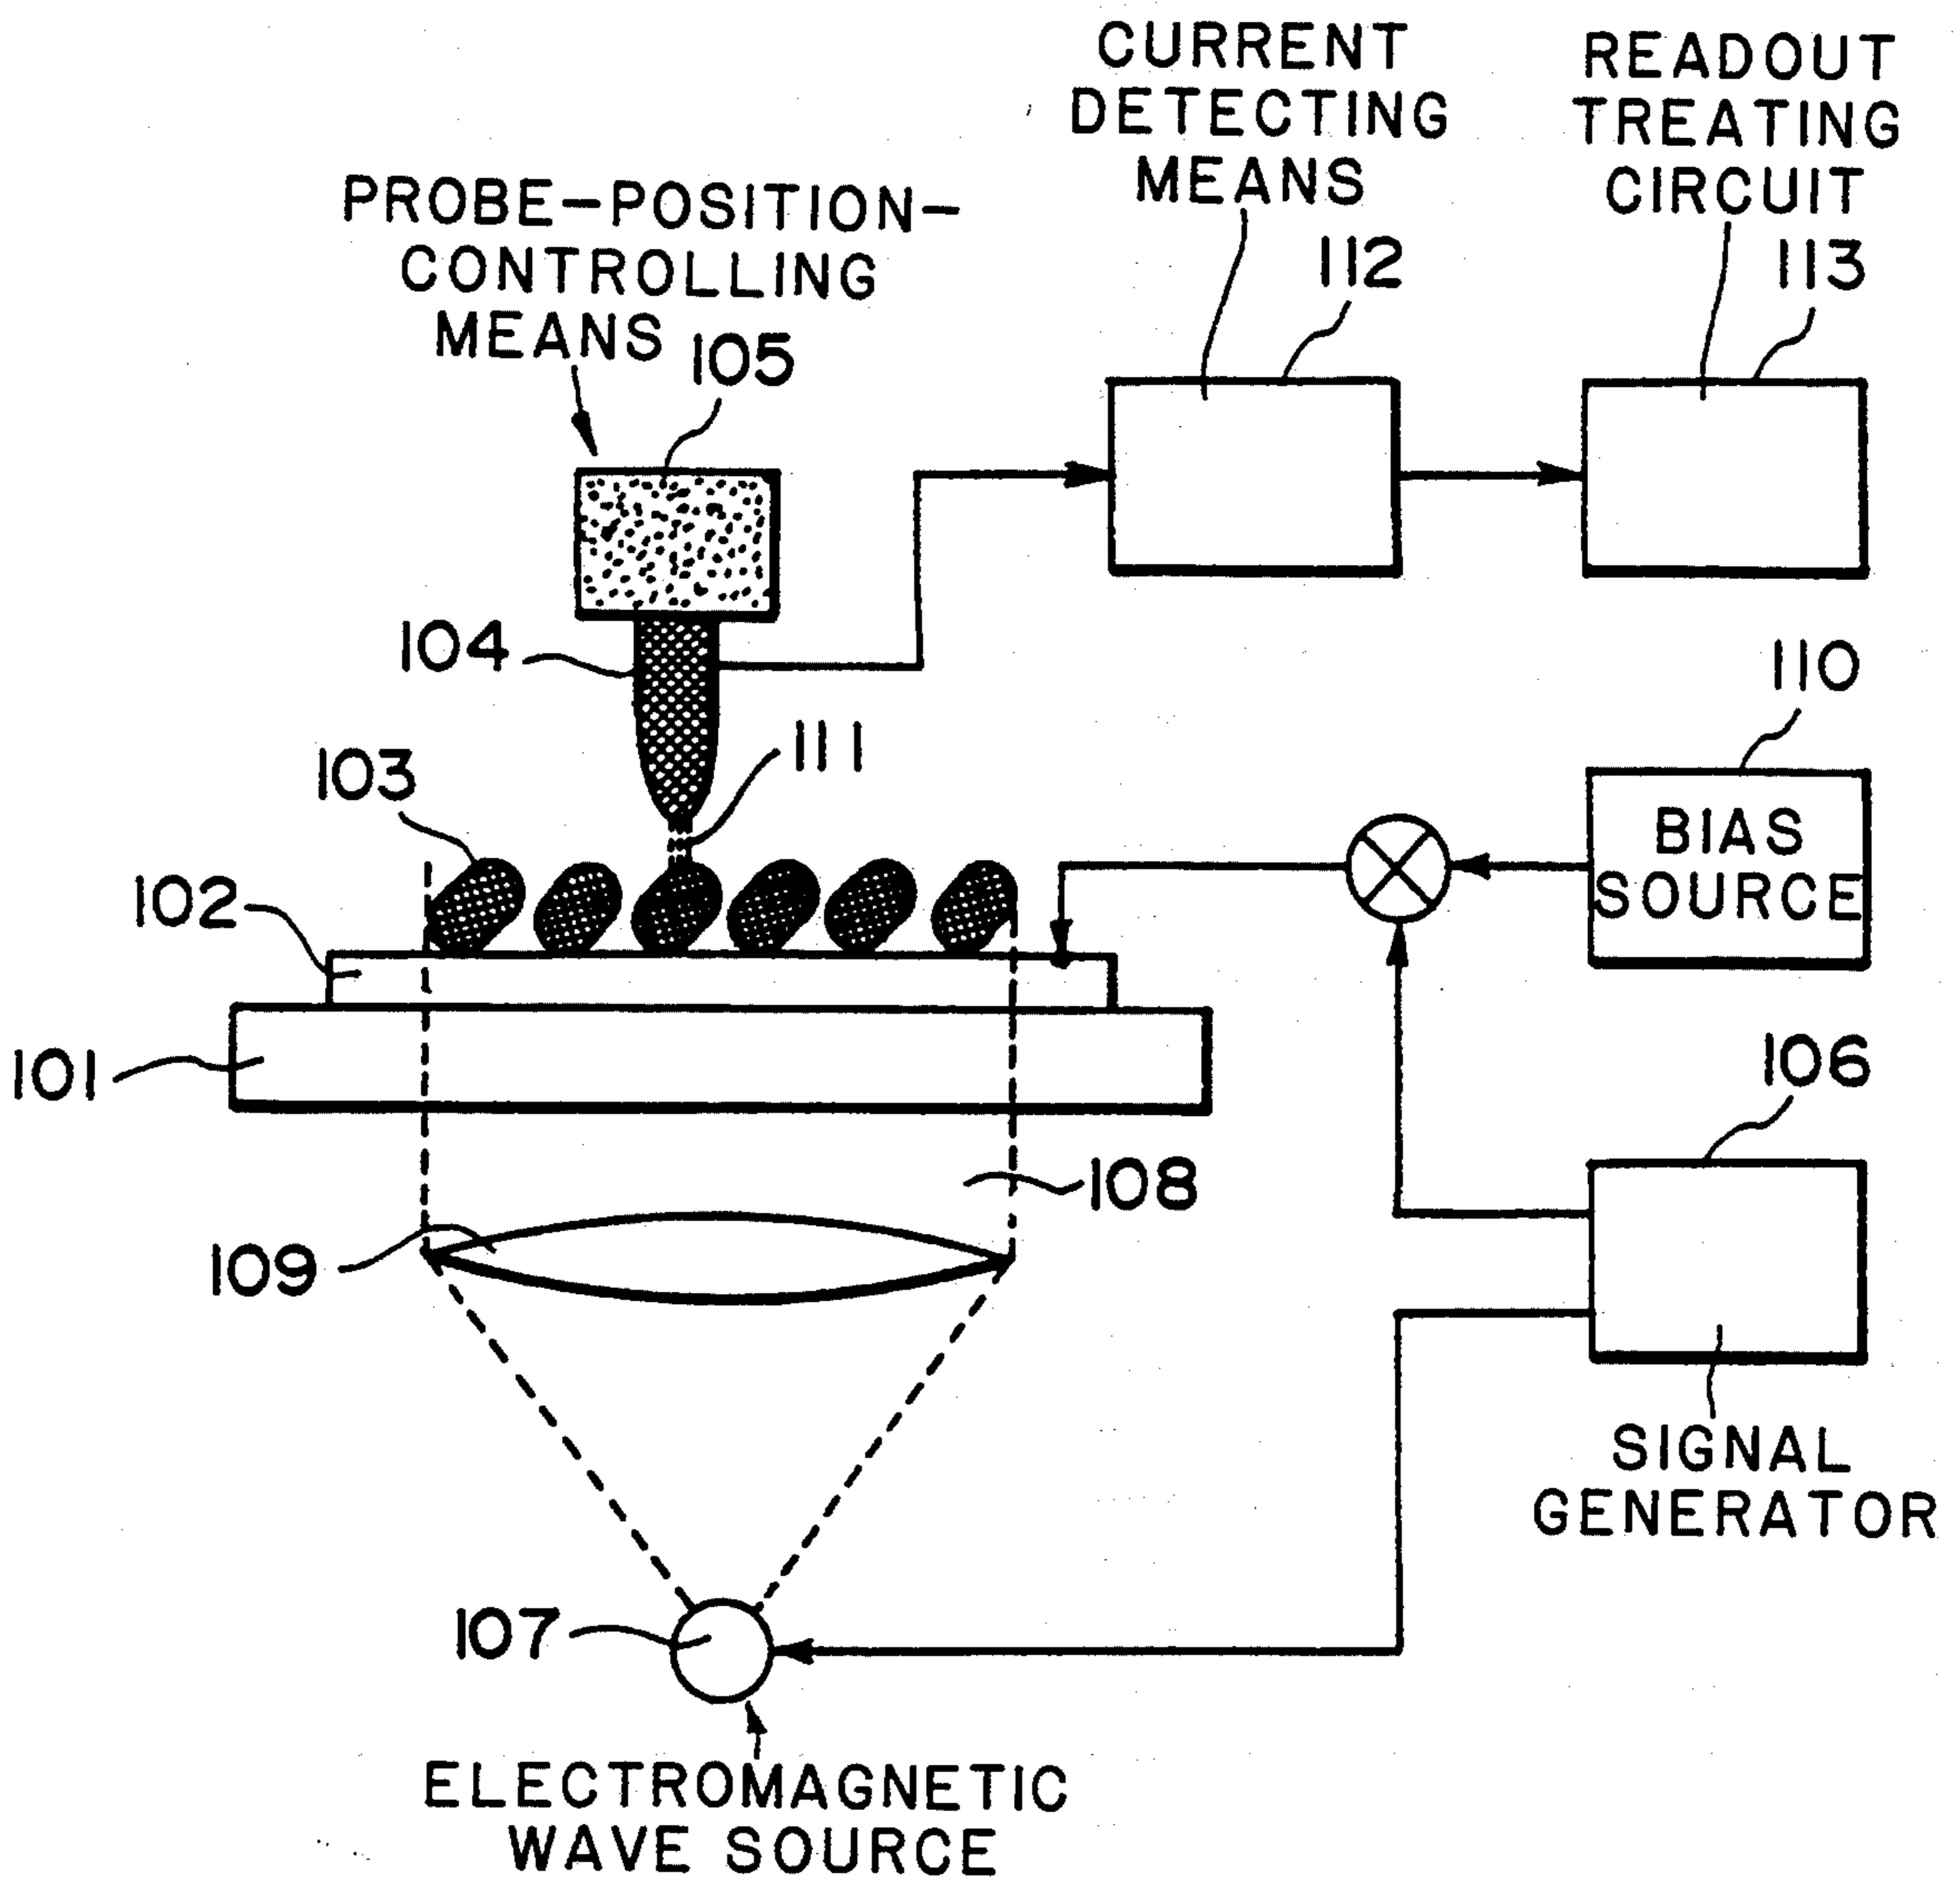 CURRENT
DETECTING
MEANS
READOUT
TREATING
CIRCUIT
PROBE-POSITION-
CONTROLLING
MEANS
112
113
105
104
110
111
103
BIAS
SOURCE
102
101
106
108
109
SIGNAL
GENERATOR
107
ELECTROMAGNETIC
WAVE SOURCE